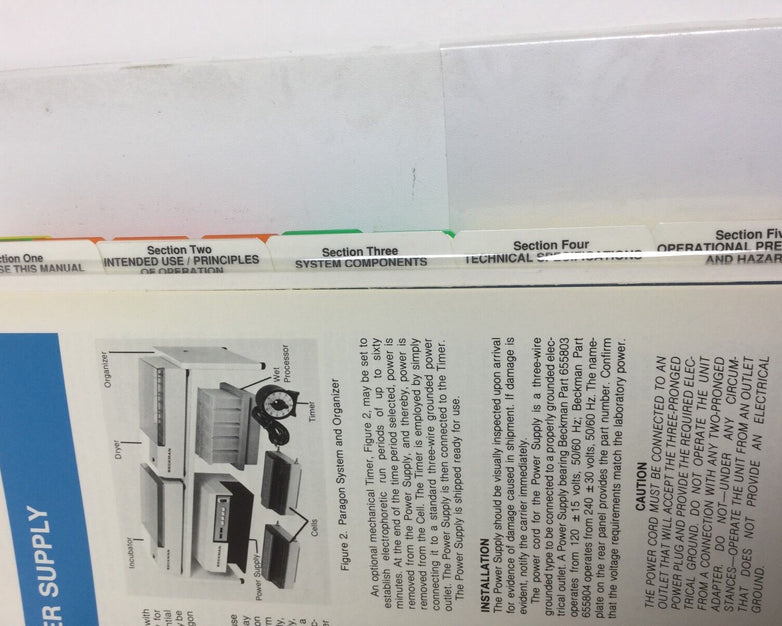 Section One
SE THIS MANUAL
Section Two
INTENDED USE / PRINCIPLES
OF OPERATION
Section Three
SYSTEM COMPONENTS
Section Four
TECHNICAL SPECIFICATIONS
Section Fiv
OPERATIONAL PRE
AND HAZAR
ER SUPPLY
Organizer
Dryer
Incubator
Wet
Processor
Timer
Cells
Power Supply
BECKMAN
BECKMAN
Figure 2. Paragon System and Organizer
An optional mechanical Timer, Figure 2, may be set to
establish electrophoretic run periods of up to sixty
minutes. At the end of the time period selected, power is
removed from the Power Supply, and thereby, power is
removed from the Cell. The Timer is employed by simply
connecting it to a standard three-wire grounded power
outlet. The Power Supply is then connected to the Timer.
The Power Supply is shipped ready for use.
INSTALLATION
The Power Supply should be visually inspected upon arrival
for evidence of damage caused in shipment. If damage is
evident, notify the carrier immediately.
The power cord for the Power Supply is a three-wire
grounded type to be connected to a properly grounded elec-
trical outlet. A Power Supply bearing Beckman Part 655803
operates from 120 ±15 volts, 50/60 Hz; Beckman Part
655804 operates from 240 ±30 volts, 50/60 Hz. The name-
plate on the rear panel provides the part number. Confirm
that the voltage requirements match the laboratory power.
CAUTION
THE POWER CORD MUST BE CONNECTED TO AN
OUTLET THAT WILL ACCEPT THE THREE-PRONGED
POWER PLUG AND PROVIDE THE REQUIRED ELEC-
TRICAL GROUND. DO NOT OPERATE THE UNIT
FROM A CONNECTION WITH ANY TWO-PRONGED
ADAPTER. DO NOT—UNDER ANY CIRCUM-
STANCES—OPERATE THE UNIT FROM AN OUTLET
THAT DOES NOT PROVIDE AN ELECTRICAL
GROUND.